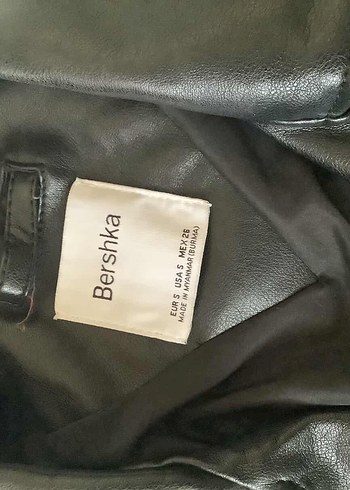 Bershka
EUR S USA S MEX 26
MADE IN MYANMAR (BURMA)